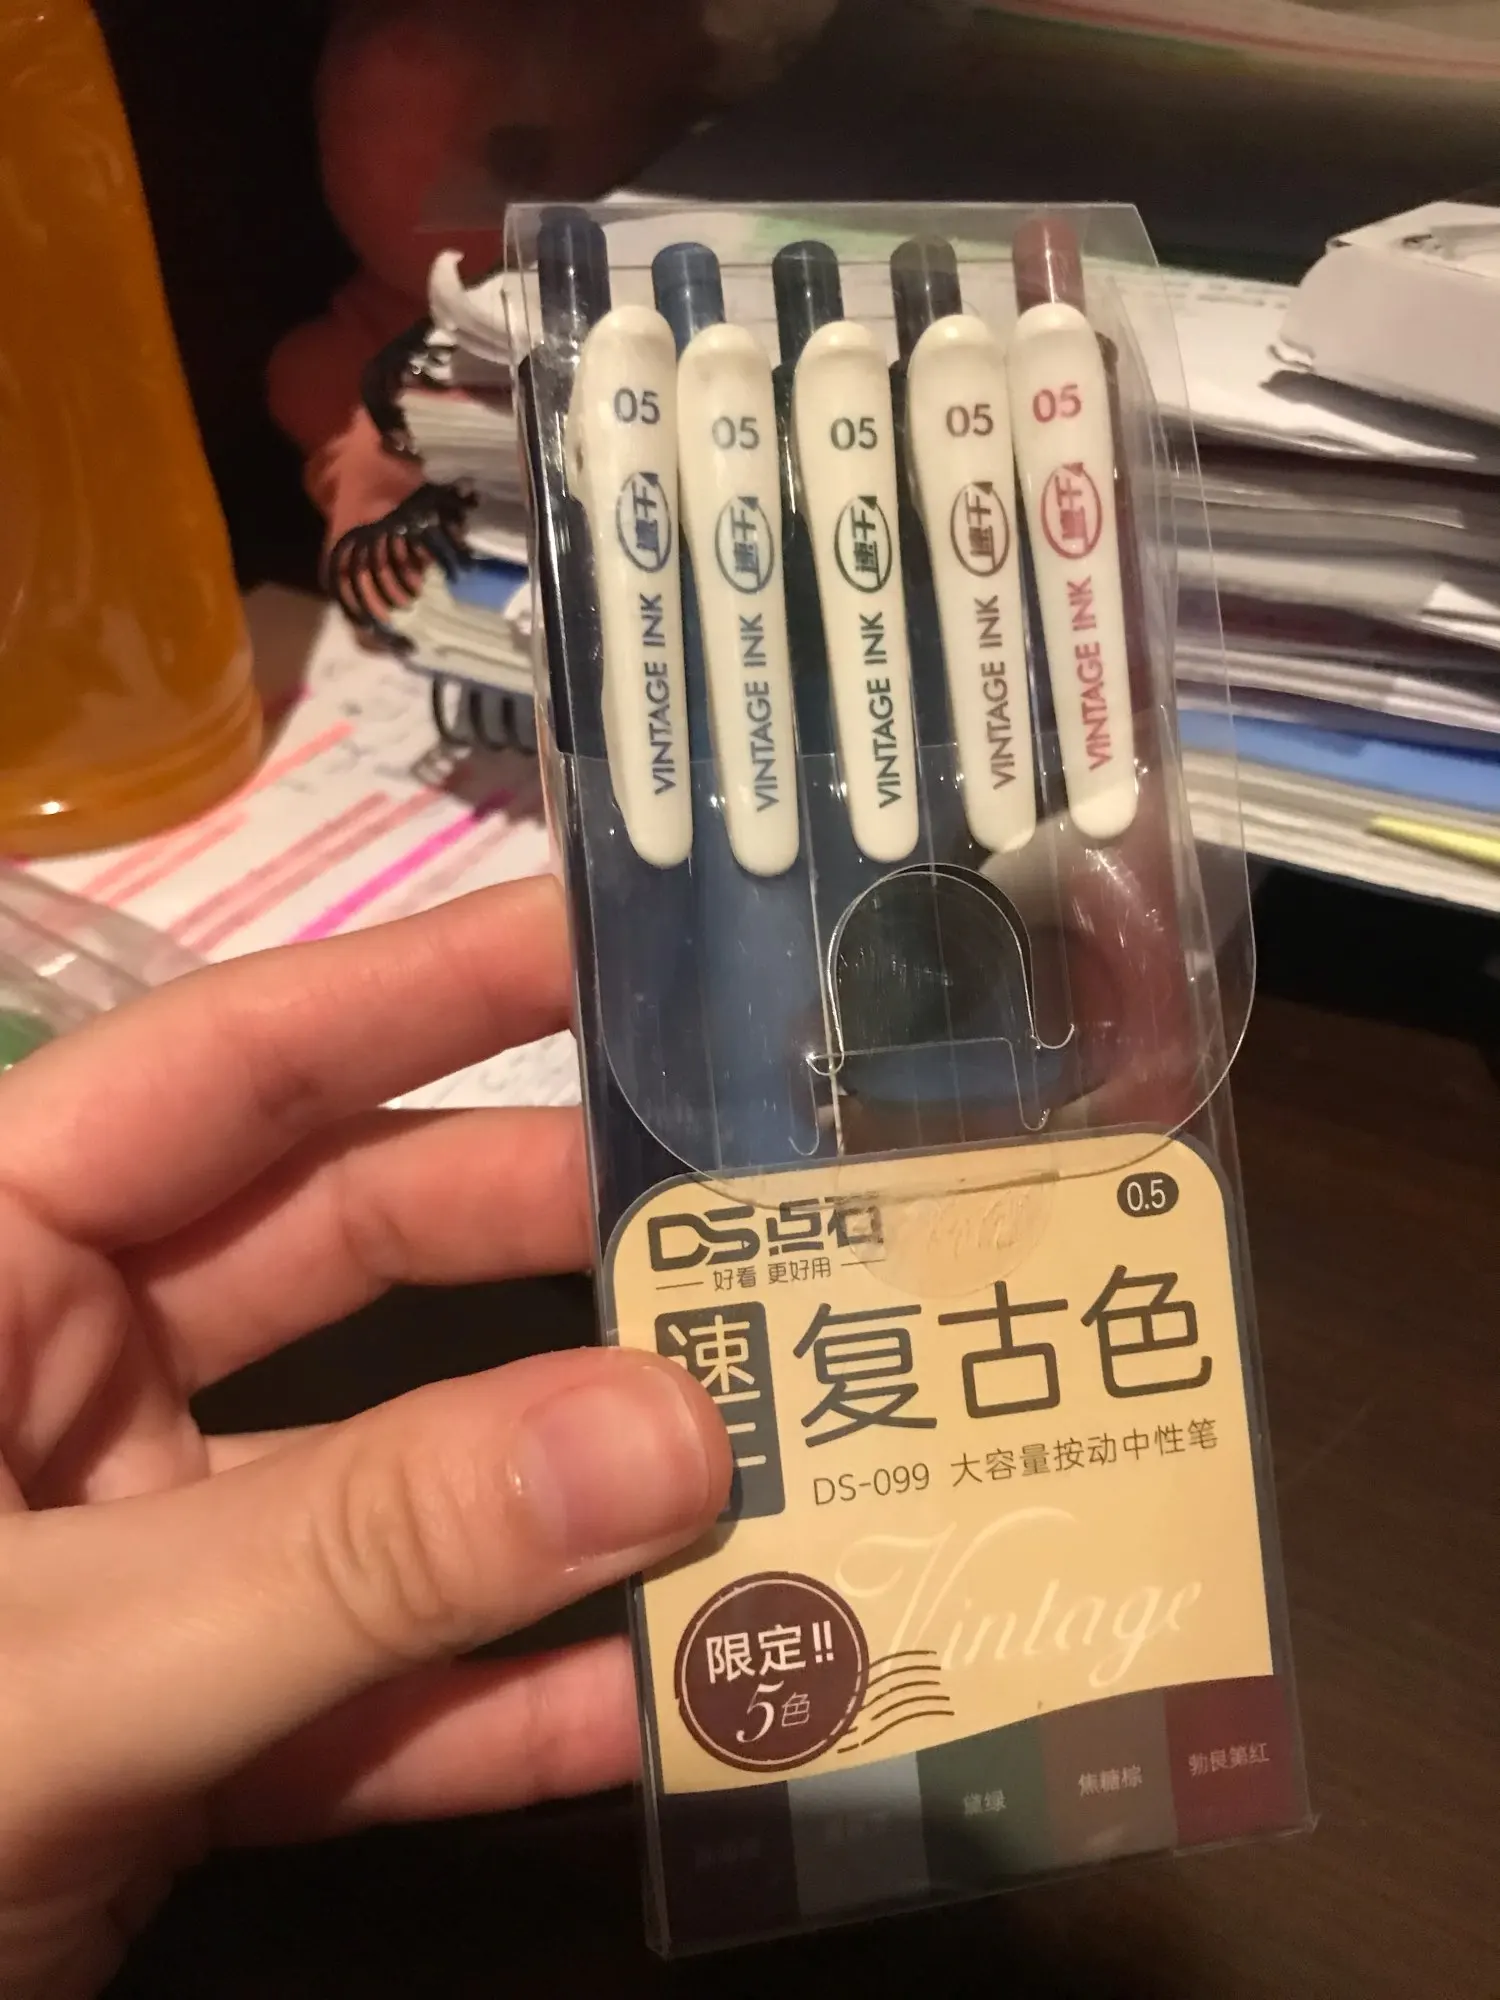 05
速干
VINTAGE INK
05
速干
VINTAGE INK
05
速干
VINTAGE INK
05
速干
VINTAGE INK
05
速干
VINTAGE INK
DS点石
0.5
好看 更好用
速
复古色
DS-099 大容量按动中性笔
Vintage
限定!!
5色
黛绿
焦糖棕
勃艮第红